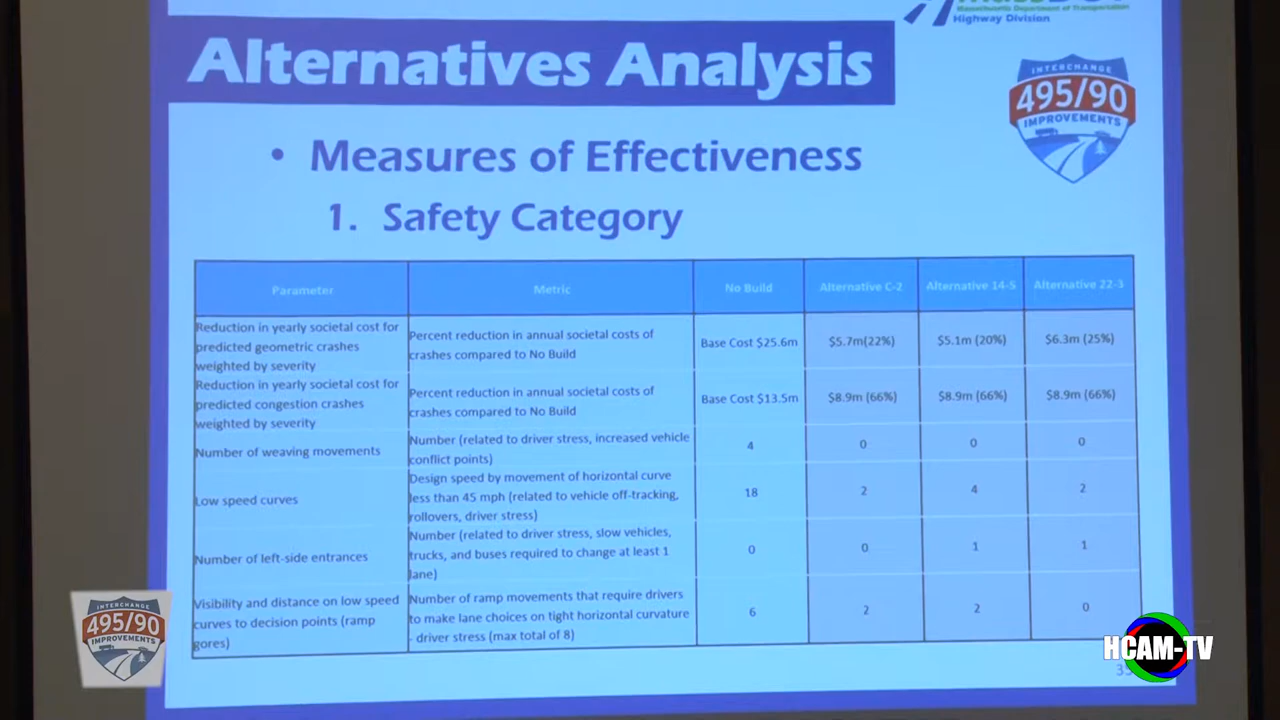 Massachusetts Department of Transportation
Highway Division
Alternatives Analysis
INTERCHANGE
495/90
IMPROVEMENTS
• Measures of Effectiveness
1. Safety Category
Parameter Metric No Build Alternative C-2 Alternative 14-5 Alternative 22-3
Reduction in yearly societal cost for
predicted geometric crashes
weighted by severity
Percent reduction in annual societal costs of
crashes compared to No Build
Base Cost $25.6m $5.7m(22%) $5.1m (20%) $6.3m (25%)
Reduction in yearly societal cost for
predicted congestion crashes
weighted by severity
Percent reduction in annual societal costs of
crashes compared to No Build
Base Cost $13.5m $8.9m (66%) $8.9m (66%) $8.9m (66%)
Number of weaving movements
Number (related to driver stress, increased vehicle
conflict points)
4 0 0 0
Low speed curves
Design speed by movement of horizontal curve
less than 45 mph (related to vehicle off-tracking,
rollovers, driver stress)
18 2 4 2
Number of left-side entrances
Number (related to driver stress, slow vehicles,
trucks, and buses required to change at least 1
lane)
0 0 1 1
Visibility and distance on low speed
curves to decision points (ramp
gores)
Number of ramp movements that require drivers
to make lane choices on tight horizontal curvature
- driver stress (max total of 8)
6 2 2 0
INTERCHANGE
495/90
IMPROVEMENTS
HCAM-TV